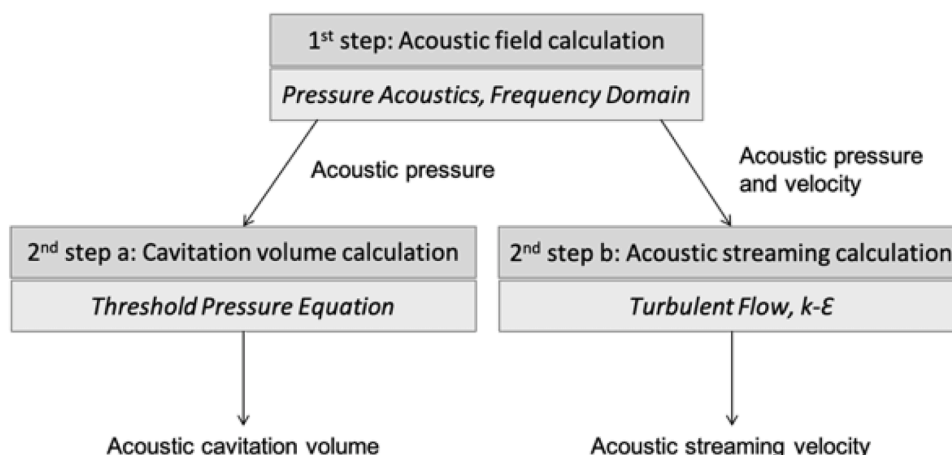 1st step: Acoustic field calculation
Pressure Acoustics, Frequency Domain
Acoustic pressure
Acoustic pressure
and velocity
2nd step a: Cavitation volume calculation
Threshold Pressure Equation
2nd step b: Acoustic streaming calculation
Turbulent Flow, k-Ɛ
Acoustic cavitation volume
Acoustic streaming velocity